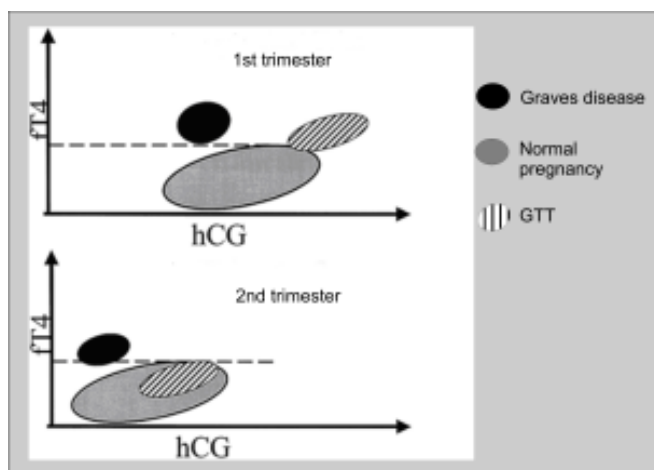 1st trimester
fT4
hCG
2nd trimester
fT4
hCG
Graves disease
Normal
pregnancy
GTT